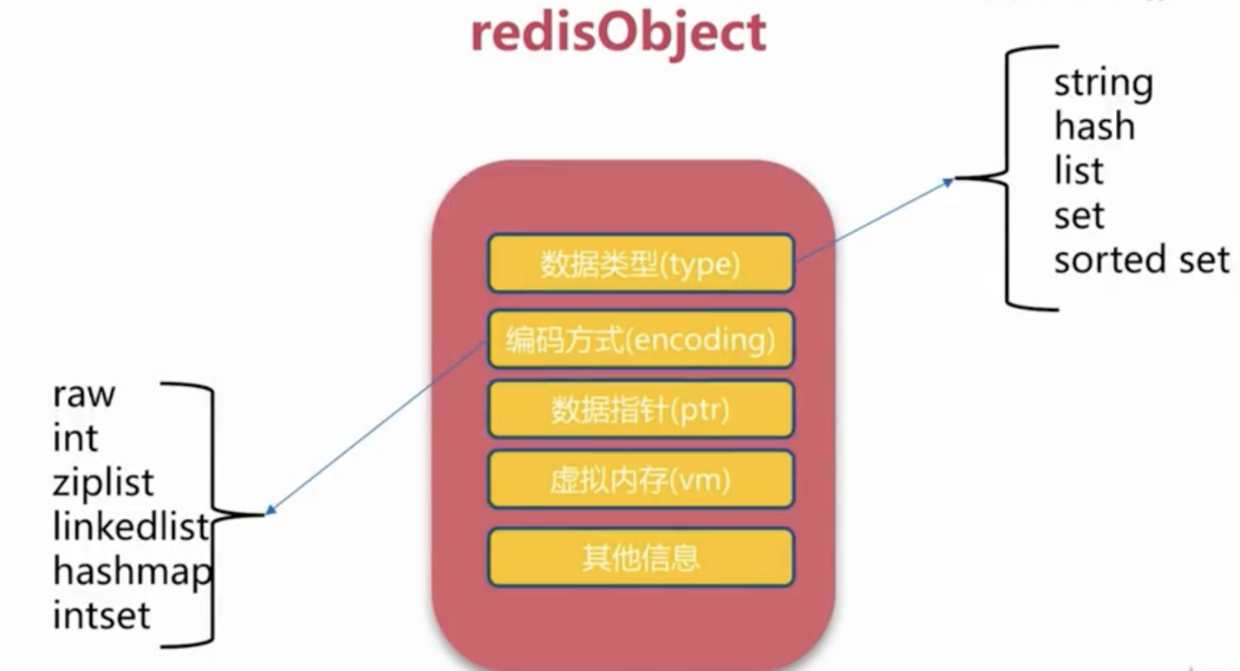 redisObject
string
hash
list
set
sorted set
数据类型(type)
编码方式(encoding)
数据指针(ptr)
虚拟内存(vm)
其他信息
raw
int
ziplist
linkedlist
hashmap
intset